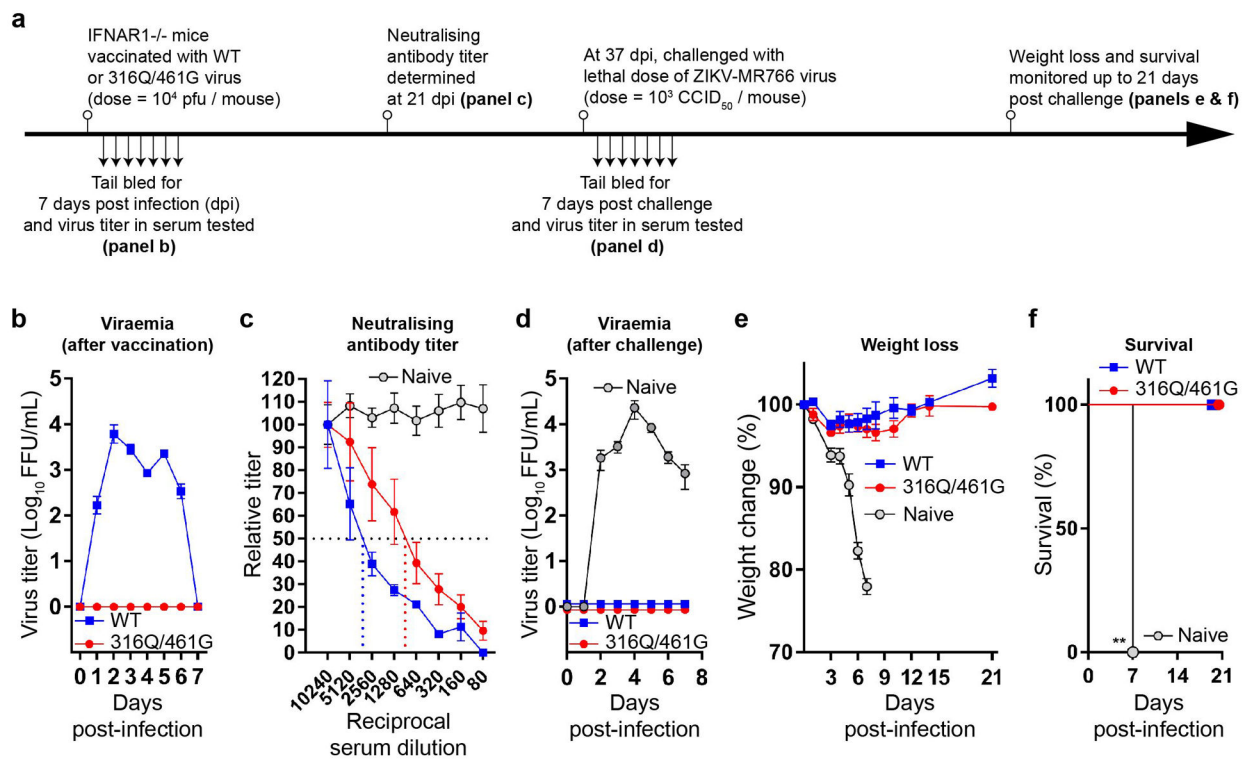 a
IFNAR1-/- mice
vaccinated with WT
or 316Q/461G virus
(dose = 10⁴ pfu / mouse)
Neutralising
antibody titer
determined
at 21 dpi (panel c)
At 37 dpi, challenged with
lethal dose of ZIKV-MR766 virus
(dose = 10³ CCID₅₀ / mouse)
Weight loss and survival
monitored up to 21 days
post challenge (panels e & f)
Tail bled for
7 days post infection (dpi)
and virus titer in serum tested
(panel b)
Tail bled for
7 days post challenge
and virus titer in serum tested
(panel d)
b
Viraemia
(after vaccination)
Virus titer (Log₁₀ FFU/mL)
5
4
3
2
1
0
WT
316Q/461G
0 1 2 3 4 5 6 7
Days
post-infection
c
Neutralising
antibody titer
Naive
Relative titer
120
110
100
90
80
70
60
50
40
30
20
10
0
10240 5120 2560 1280 640 320 160 80
Reciprocal
serum dilution
d
Viraemia
(after challenge)
Naive
Virus titer (Log₁₀ FFU/mL)
5
4
3
2
1
0
WT
316Q/461G
0 2 4 6 8
Days
post-infection
e
Weight loss
Weight change (%)
100
90
80
70
WT
316Q/461G
Naive
3 6 9 12 15 21
Days
post-infection
f
Survival
WT
316Q/461G
Survival (%)
100
50
0
**
Naive
0 7 14 21
Days
post-infection